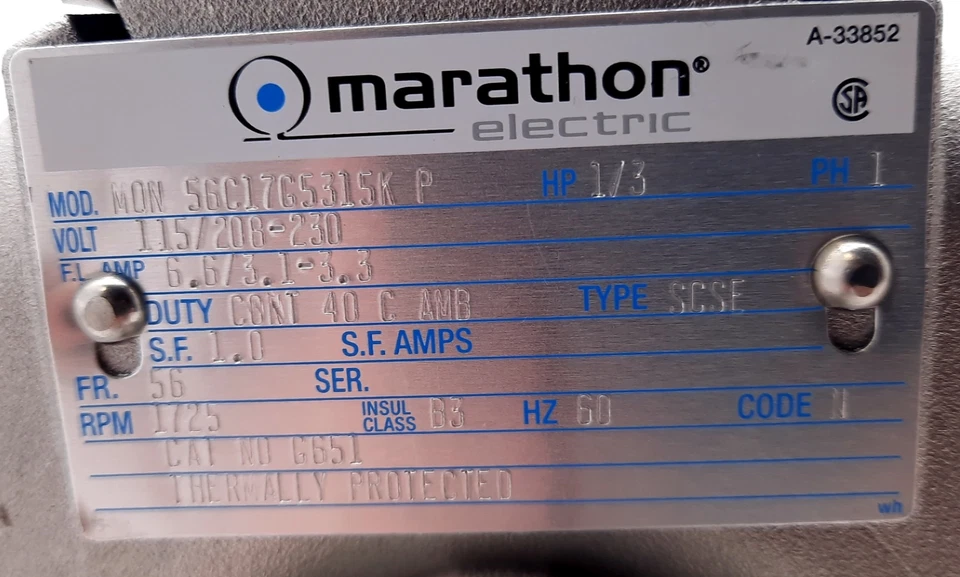 A-33852
marathon®
electric
CSA
MOD. MON 56C17G5315K P HP 1/3 PH 1
VOLT 115/208-230
F.L. AMP 6.6/3.1-3.3
DUTY CONT 40 C AMB TYPE SCSE
S.F. 1.0 S.F. AMPS
FR. 56 SER.
RPM 1725 INSUL CLASS B3 HZ 60 CODE N
CAT NO G651
THERMALLY PROTECTED
wh